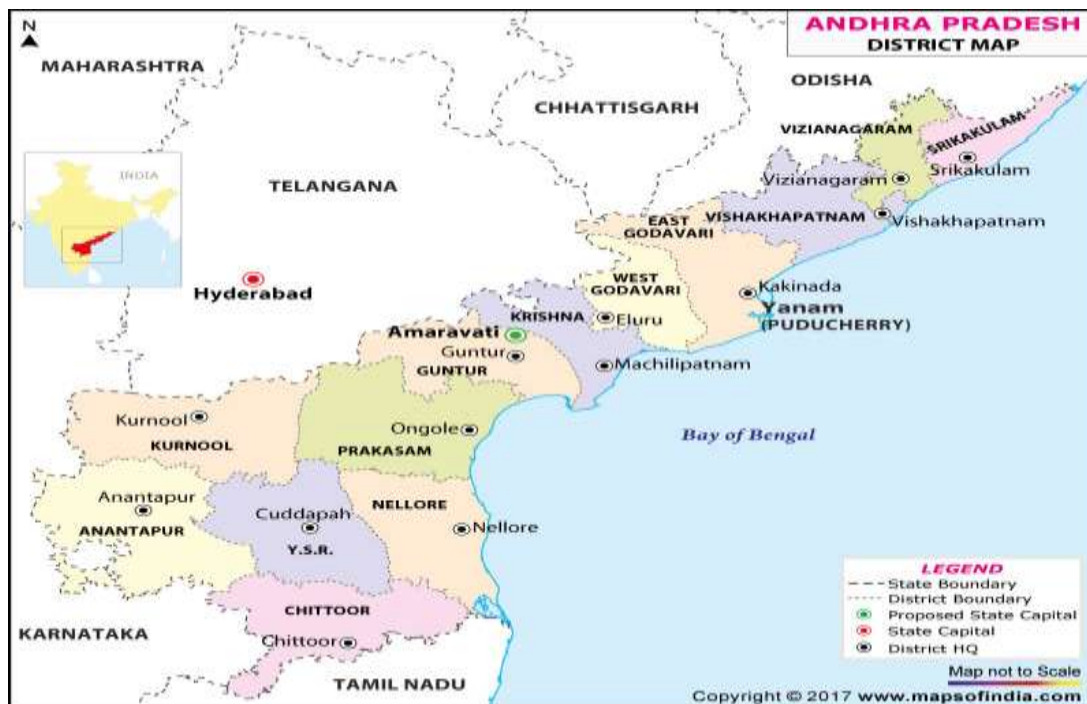 N
ANDHRA PRADESH
DISTRICT MAP
MAHARASHTRA
ODISHA
CHHATTISGARH
VIZIANAGARAM
SRIKAKULAM
Srikakulam
INDIA
TELANGANA
Vizianagaram
EAST
GODAVARI
VISHAKHAPATNAM
Vishakhapatnam
WEST
GODAVARI
Hyderabad
Kakinada
Yanam
(PUDUCHERRY)
KRISHNA
Eluru
Amaravati
Guntur
GUNTUR
Machilipatnam
Kurnool
KURNOOL
Ongole
PRAKASAM
Bay of Bengal
Anantapur
ANANTAPUR
Cuddapah
Y.S.R.
NELLORE
Nellore
CHITTOOR
Chittoor
KARNATAKA
TAMIL NADU
LEGEND
State Boundary
District Boundary
Proposed State Capital
State Capital
District HQ
Map not to Scale
Copyright © 2017 www.mapsofindia.com